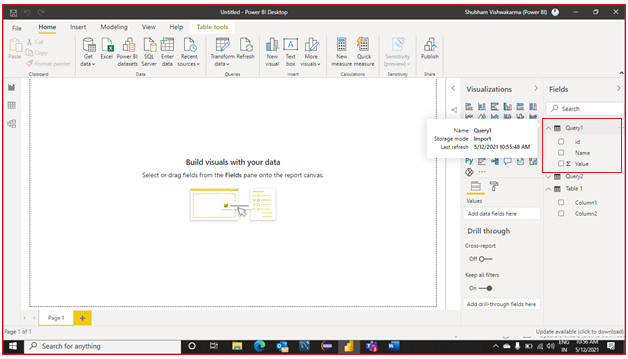 Untitled - Power BI Desktop
Shubham Vishwakarma (Power BI)
File Home Insert Modeling View Help Table tools
Paste
Cut
Copy
Format painter
Get data
Excel
Power BI datasets
SQL Server
Enter data
Recent sources
Transform data
Refresh
New visual
Text box
More visuals
New measure
Quick measure
Sensitivity (preview)
Publish
Clipboard Data Queries Insert Calculations Sensitivity Share
Visualizations
Fields
Search
Name Query1
Storage mode Import
Last refresh 5/12/2021 10:55:48 AM
Query1
id
Name
Σ Value
Query2
Table 1
Column1
Column2
Build visuals with your data
Select or drag fields from the Fields pane onto the report canvas.
Py
Values
Add data fields here
Drill through
Cross-report
Off
Keep all filters
On
Add drill-through fields here
Page 1
Page 1 of 1
Update available (click to download)
Search for anything
ENG
IN
10:56 AM
5/12/2021